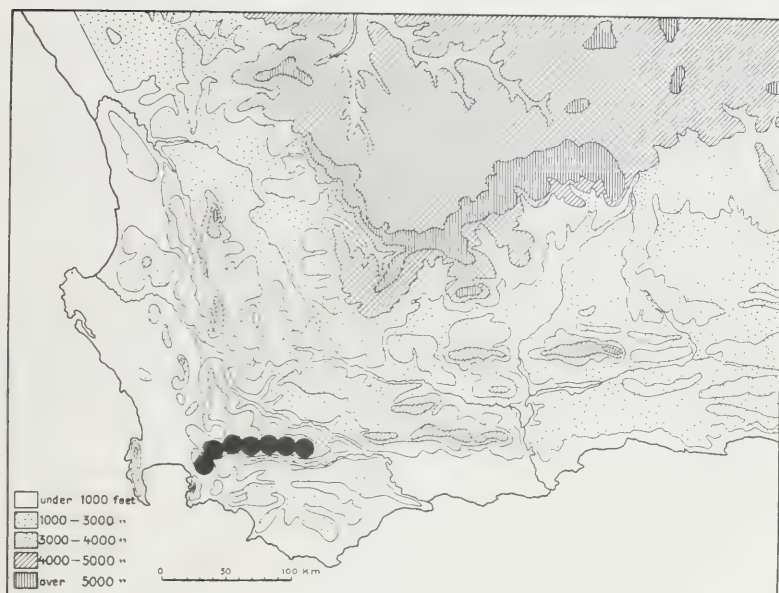 under 1000 feet
1000 – 3000 "
3000 – 4000 "
4000 – 5000 "
over 5000 "
0 50 100 Km